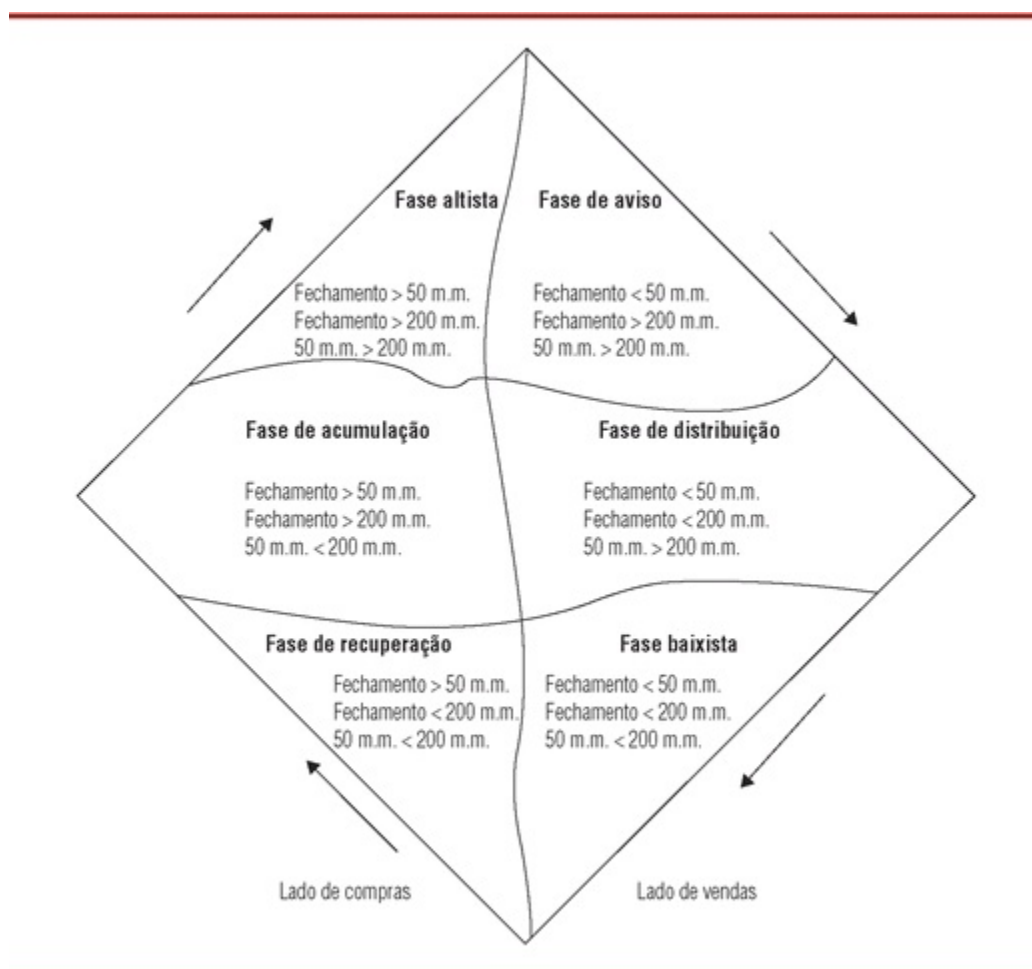 Fase altista
Fechamento > 50 m.m.
Fechamento > 200 m.m.
50 m.m. > 200 m.m.
Fase de aviso
Fechamento < 50 m.m.
Fechamento > 200 m.m.
50 m.m. > 200 m.m.
Fase de acumulação
Fechamento > 50 m.m.
Fechamento > 200 m.m.
50 m.m. < 200 m.m.
Fase de distribuição
Fechamento < 50 m.m.
Fechamento < 200 m.m.
50 m.m. > 200 m.m.
Fase de recuperação
Fechamento > 50 m.m.
Fechamento < 200 m.m.
50 m.m. < 200 m.m.
Fase baixista
Fechamento < 50 m.m.
Fechamento < 200 m.m.
50 m.m. < 200 m.m.
Lado de compras
Lado de vendas